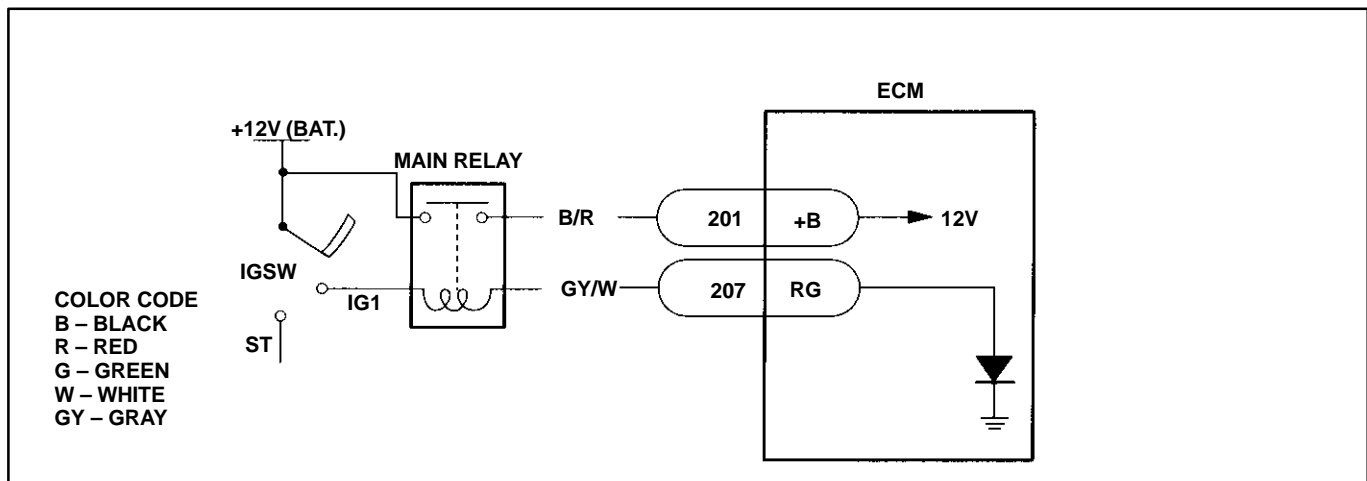 ECM
+12V (BAT.)
MAIN RELAY
B/R
201
+B
12V
IGSW
IG1
GY/W
207
RG
ST
COLOR CODE
B – BLACK
R – RED
G – GREEN
W – WHITE
GY – GRAY